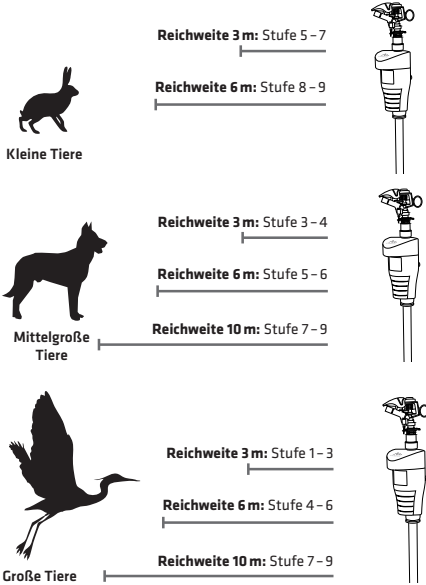 Reichweite 3 m: Stufe 5 – 7
Reichweite 6 m: Stufe 8 – 9
Kleine Tiere
Reichweite 3 m: Stufe 3 – 4
Reichweite 6 m: Stufe 5 – 6
Reichweite 10 m: Stufe 7 – 9
Mittelgroße
Tiere
Reichweite 3 m: Stufe 1 – 3
Reichweite 6 m: Stufe 4 – 6
Reichweite 10 m: Stufe 7 – 9
Große Tiere